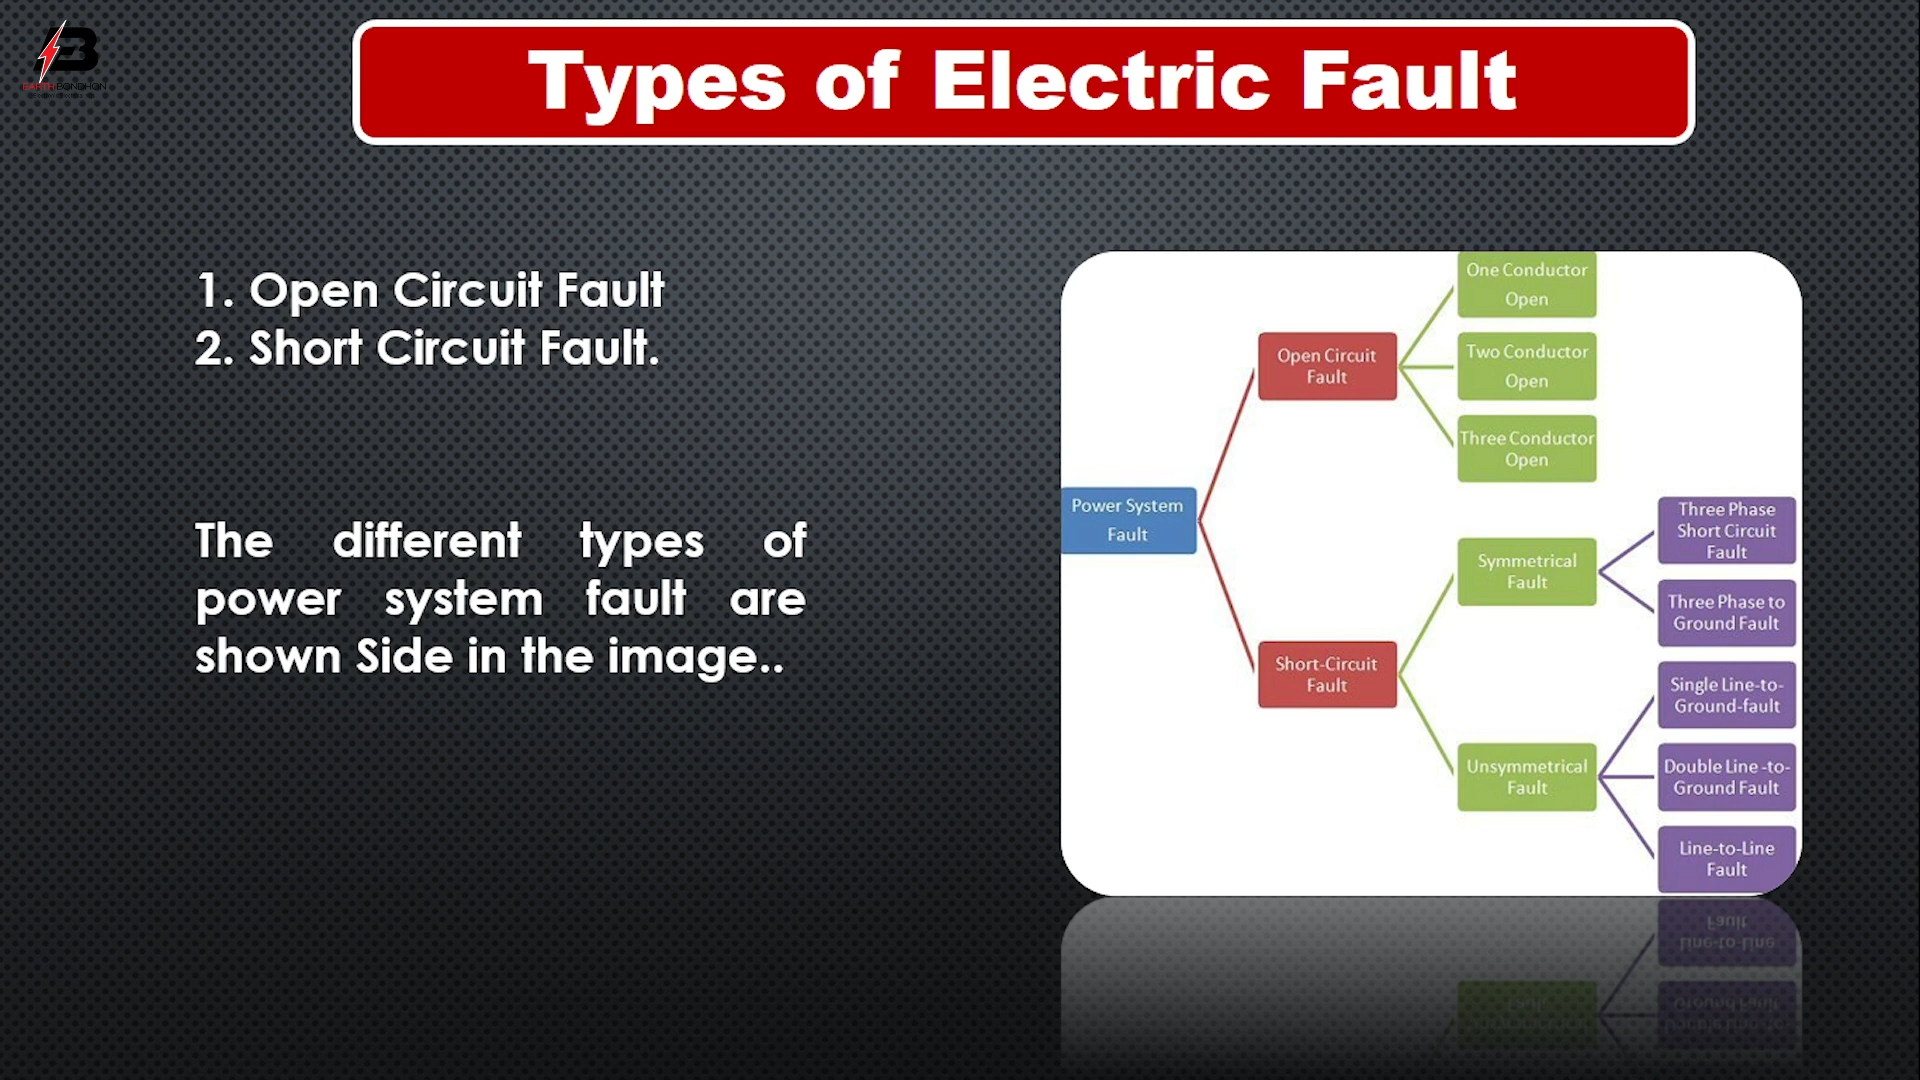 EARTH BONDHON
Types of Electric Fault
1. Open Circuit Fault
2. Short Circuit Fault.
The different types of
power system fault are
shown Side in the image..
Power System
Fault
Open Circuit
Fault
One Conductor
Open
Two Conductor
Open
Three Conductor
Open
Short-Circuit
Fault
Symmetrical
Fault
Three Phase
Short Circuit
Fault
Three Phase to
Ground Fault
Unsymmetrical
Fault
Single Line-to-
Ground-fault
Double Line -to-
Ground Fault
Line-to-Line
Fault